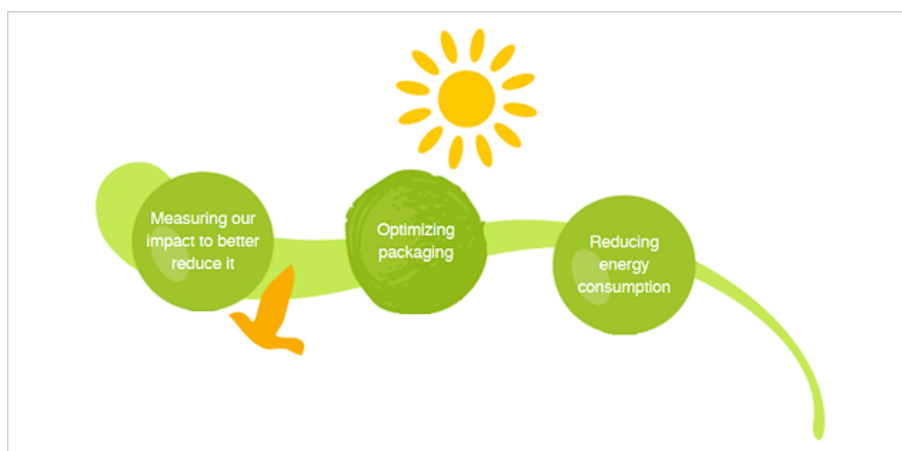 Measuring our
impact to better
reduce it
Optimizing
packaging
Reducing
energy
consumption